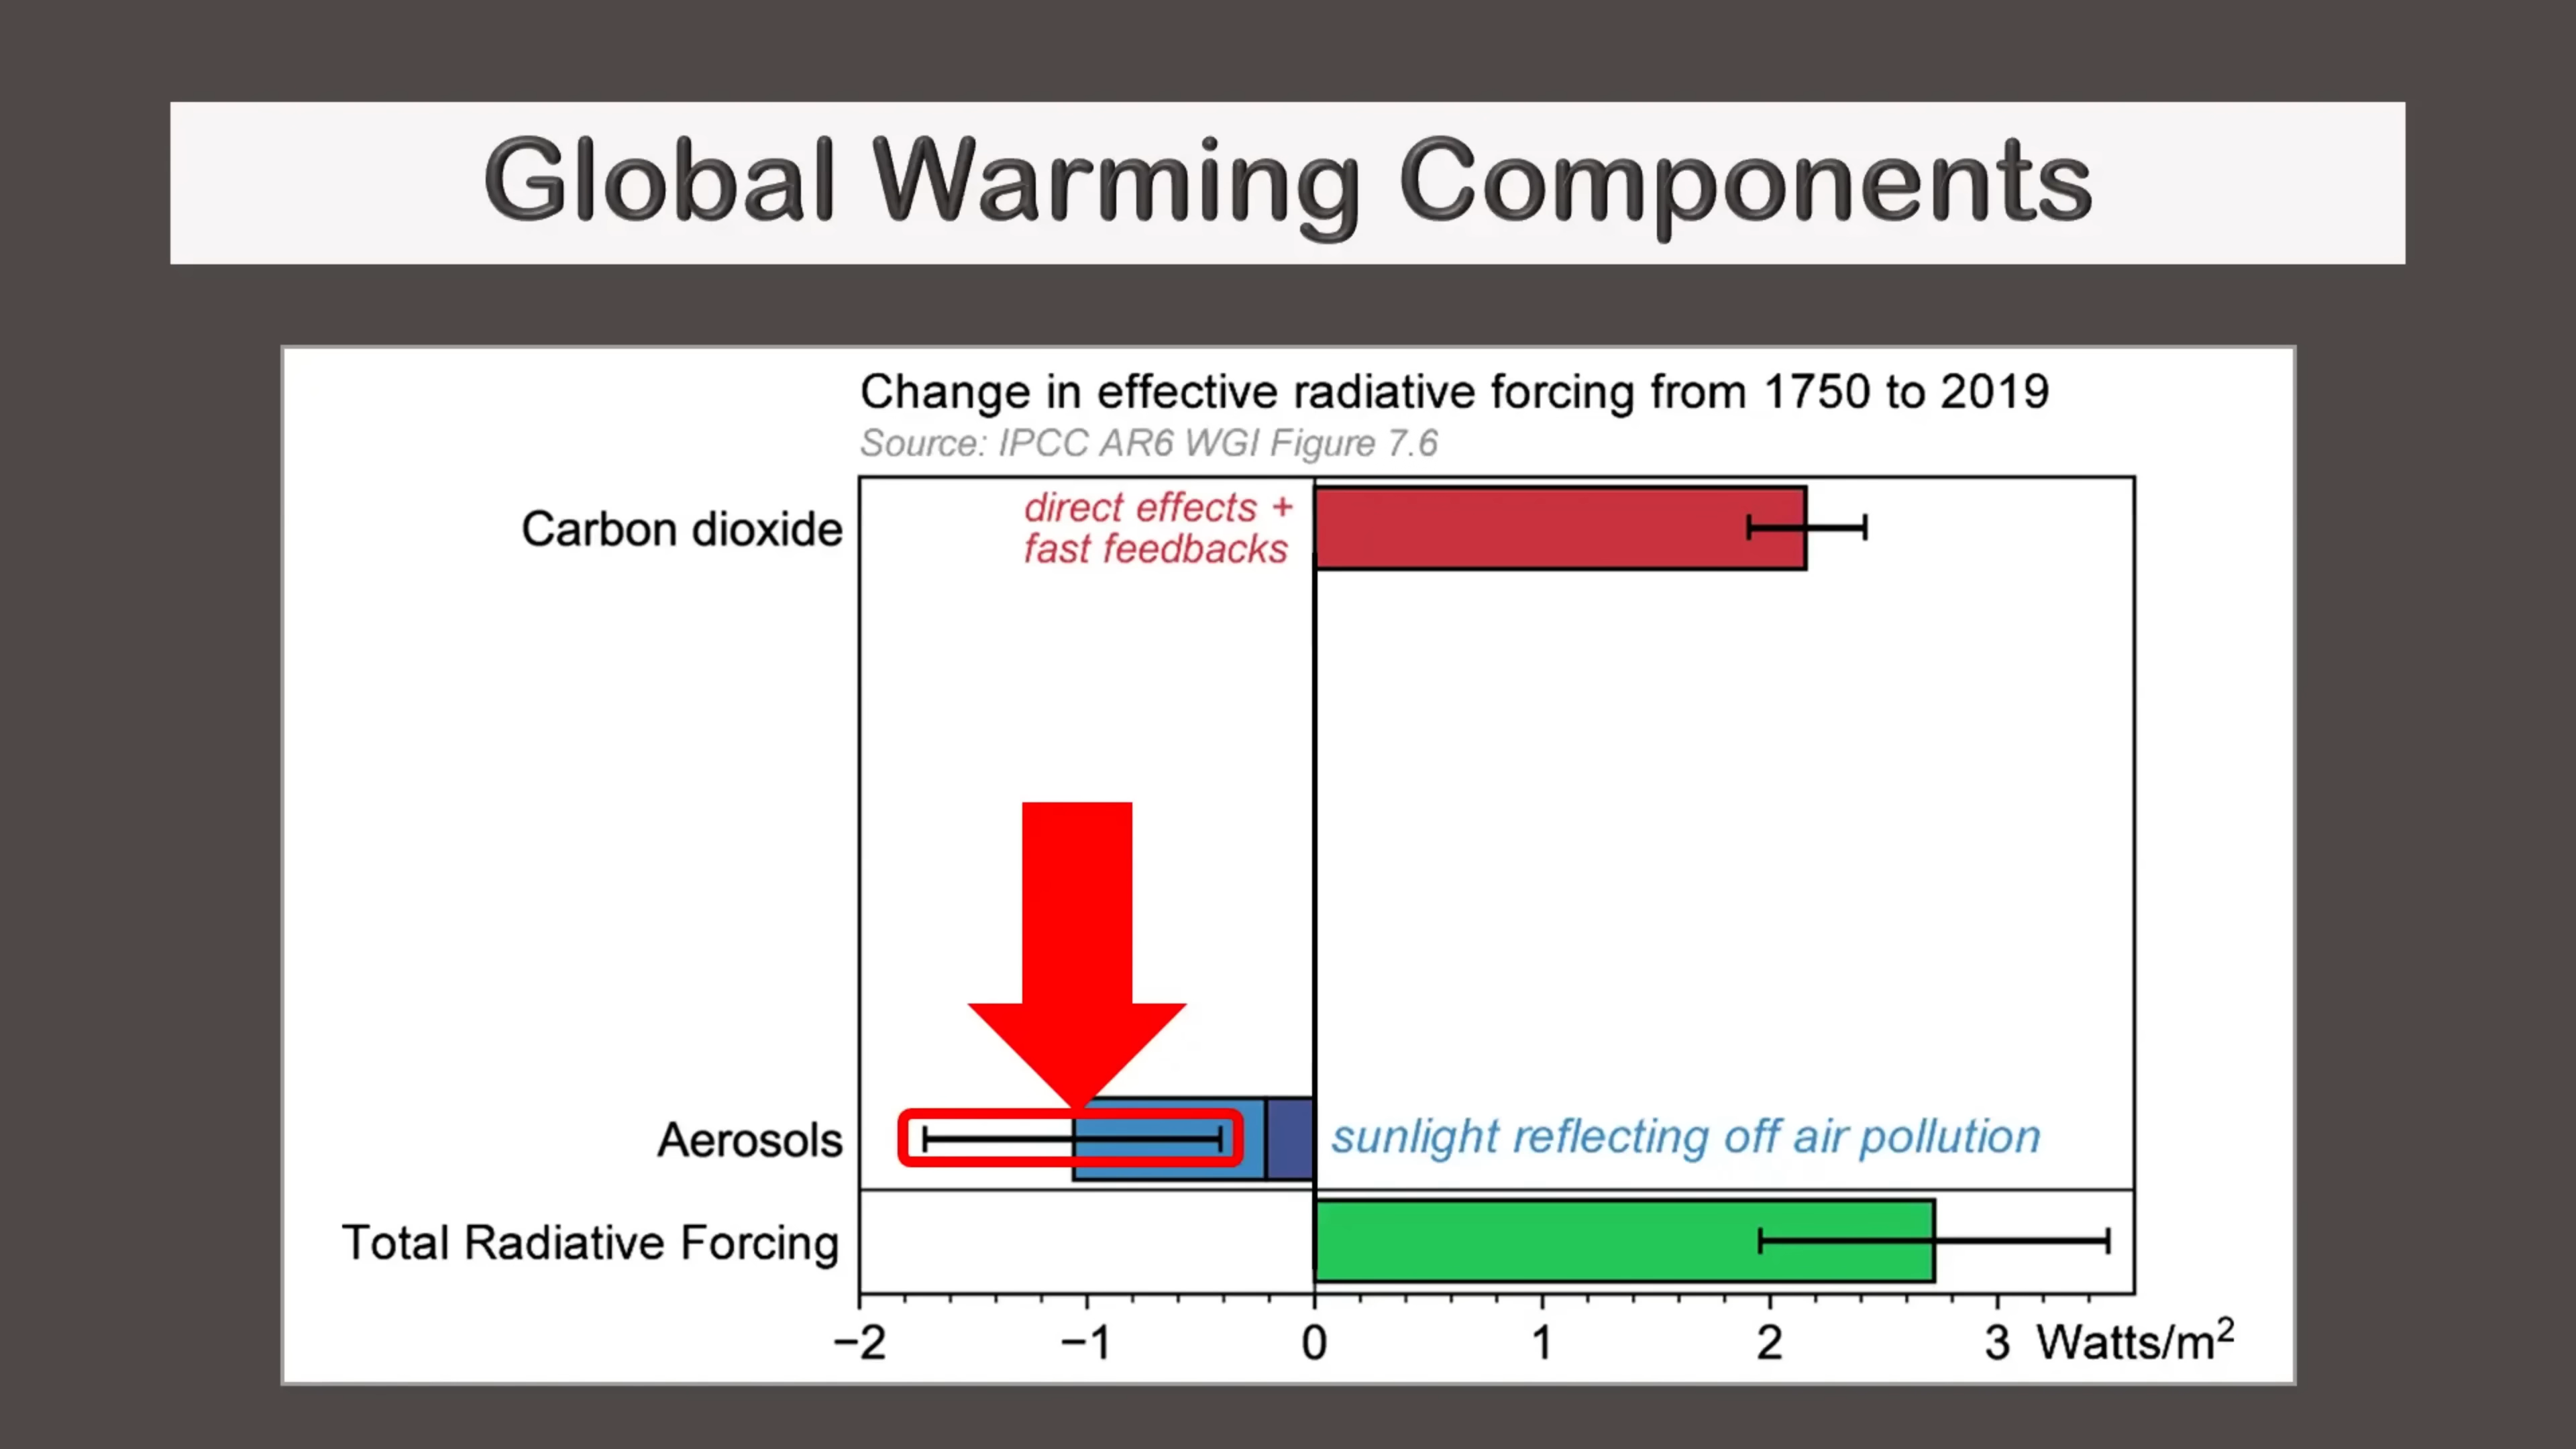 Global Warming Components
Change in effective radiative forcing from 1750 to 2019
Source: IPCC AR6 WGI Figure 7.6
Carbon dioxide
direct effects +
fast feedbacks
Aerosols
sunlight reflecting off air pollution
Total Radiative Forcing
−2 −1 0 1 2 3 Watts/m²